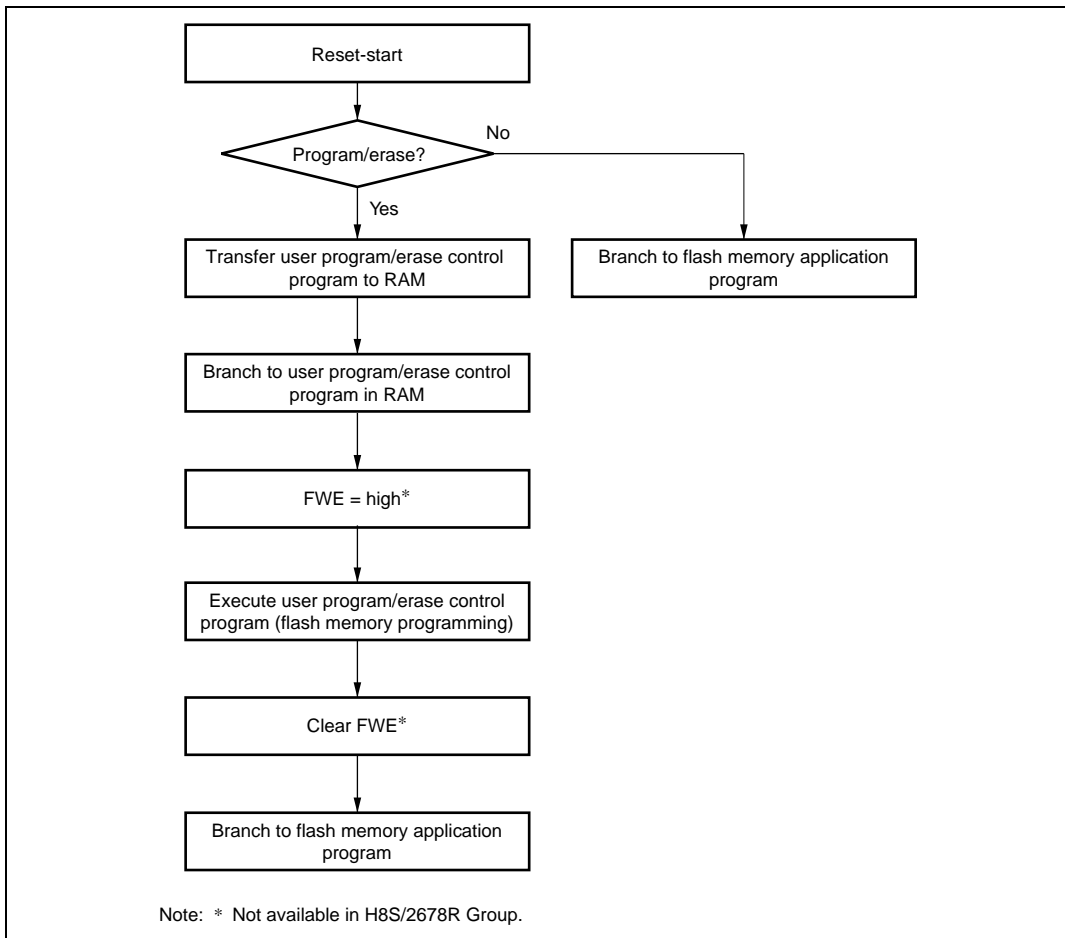 Reset-start
Program/erase?
No
Yes
Transfer user program/erase control
program to RAM
Branch to flash memory application
program
Branch to user program/erase control
program in RAM
FWE = high*
Execute user program/erase control
program (flash memory programming)
Clear FWE*
Branch to flash memory application
program
Note: * Not available in H8S/2678R Group.